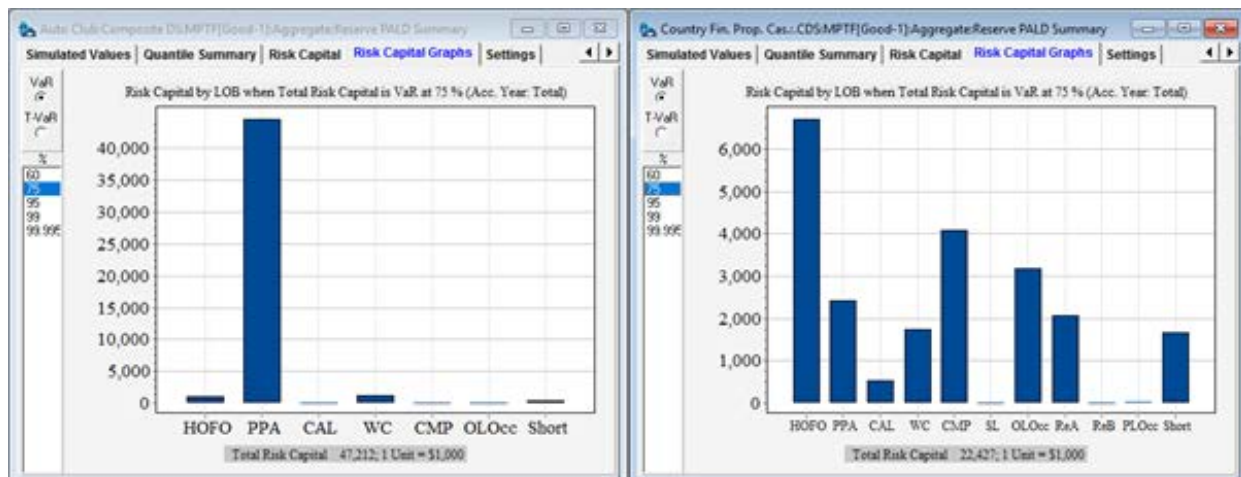 Auto Club:Composite DS:MPTF[Good-1]:Aggregate:Reserve PALD Summary
Simulated Values | Quantile Summary | Risk Capital | Risk Capital Graphs | Settings
VaR
T-VaR
%
60
75
95
99
99.995
Risk Capital by LOB when Total Risk Capital is VaR at 75 % (Acc. Year: Total)
40,000
35,000
30,000
25,000
20,000
15,000
10,000
5,000
0
HOFO PPA CAL WC CMP OLOcc Short
Total Risk Capital 47,212; 1 Unit = $1,000
Country Fin. Prop. Cas.:.CDS:MPTF[Good-1]:Aggregate:Reserve PALD Summary
Simulated Values | Quantile Summary | Risk Capital | Risk Capital Graphs | Settings
VaR
T-VaR
%
60
75
95
99
99.995
Risk Capital by LOB when Total Risk Capital is VaR at 75 % (Acc. Year: Total)
6,000
5,000
4,000
3,000
2,000
1,000
0
HOFO PPA CAL WC CMP SL OLOcc ReA ReB PLOcc Short
Total Risk Capital 22,427; 1 Unit = $1,000